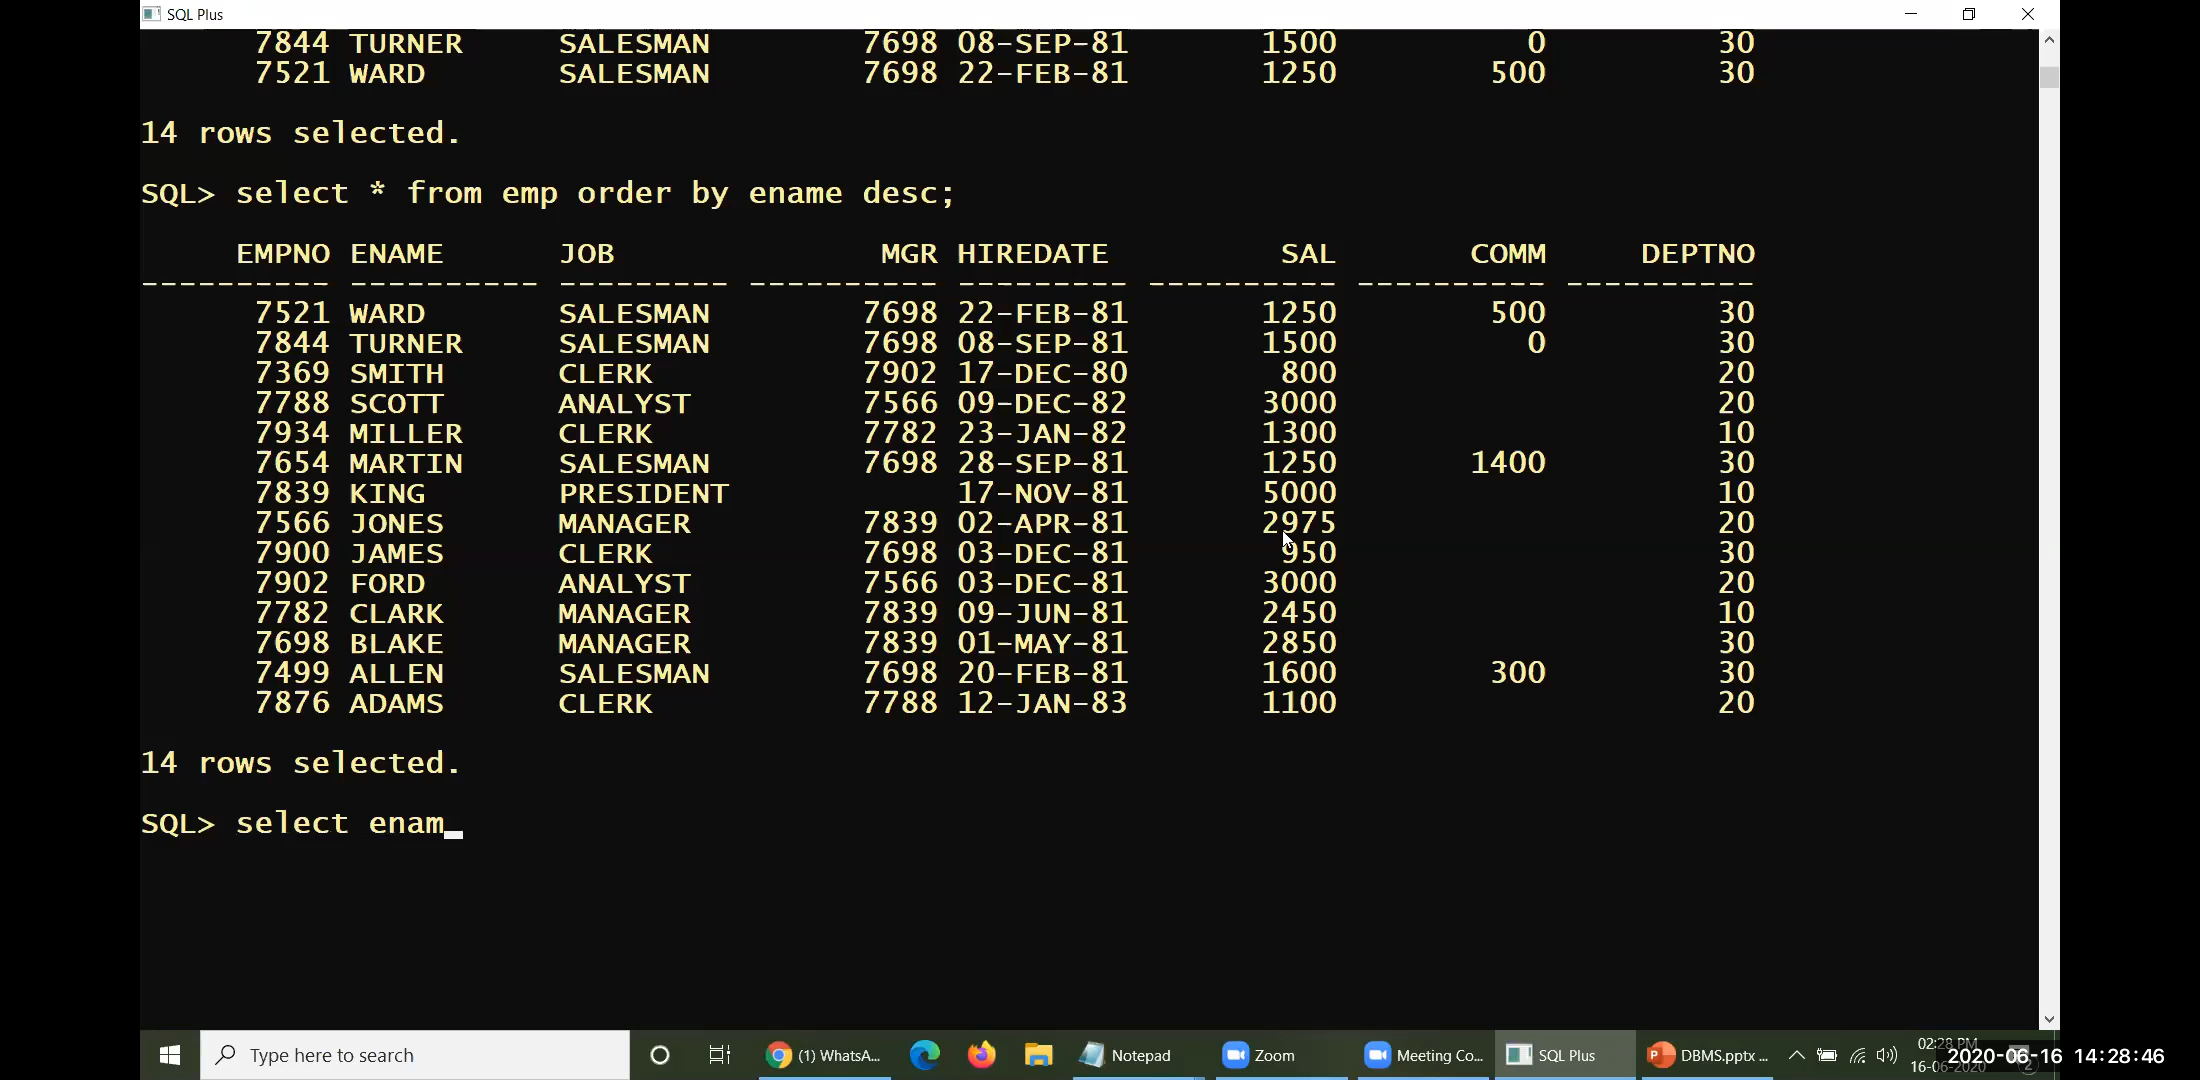 SQL Plus
7844 TURNER SALESMAN 7698 08-SEP-81 1500 0 30
7521 WARD SALESMAN 7698 22-FEB-81 1250 500 30
14 rows selected.
SQL> select * from emp order by ename desc;
EMPNO ENAME JOB MGR HIREDATE SAL COMM DEPTNO
---------- ---------- --------- ---------- --------- ---------- ---------- ----------
7521 WARD SALESMAN 7698 22-FEB-81 1250 500 30
7844 TURNER SALESMAN 7698 08-SEP-81 1500 0 30
7369 SMITH CLERK 7902 17-DEC-80 800 20
7788 SCOTT ANALYST 7566 09-DEC-82 3000 20
7934 MILLER CLERK 7782 23-JAN-82 1300 10
7654 MARTIN SALESMAN 7698 28-SEP-81 1250 1400 30
7839 KING PRESIDENT 17-NOV-81 5000 10
7566 JONES MANAGER 7839 02-APR-81 2975 20
7900 JAMES CLERK 7698 03-DEC-81 950 30
7902 FORD ANALYST 7566 03-DEC-81 3000 20
7782 CLARK MANAGER 7839 09-JUN-81 2450 10
7698 BLAKE MANAGER 7839 01-MAY-81 2850 30
7499 ALLEN SALESMAN 7698 20-FEB-81 1600 300 30
7876 ADAMS CLERK 7788 12-JAN-83 1100 20
14 rows selected.
SQL> select enam
Type here to search (1) WhatsA... Notepad Zoom Meeting Co... SQL Plus DBMS.pptx ... 02:28 PM
16-06-2020 2
2020-06-16 14:28:46